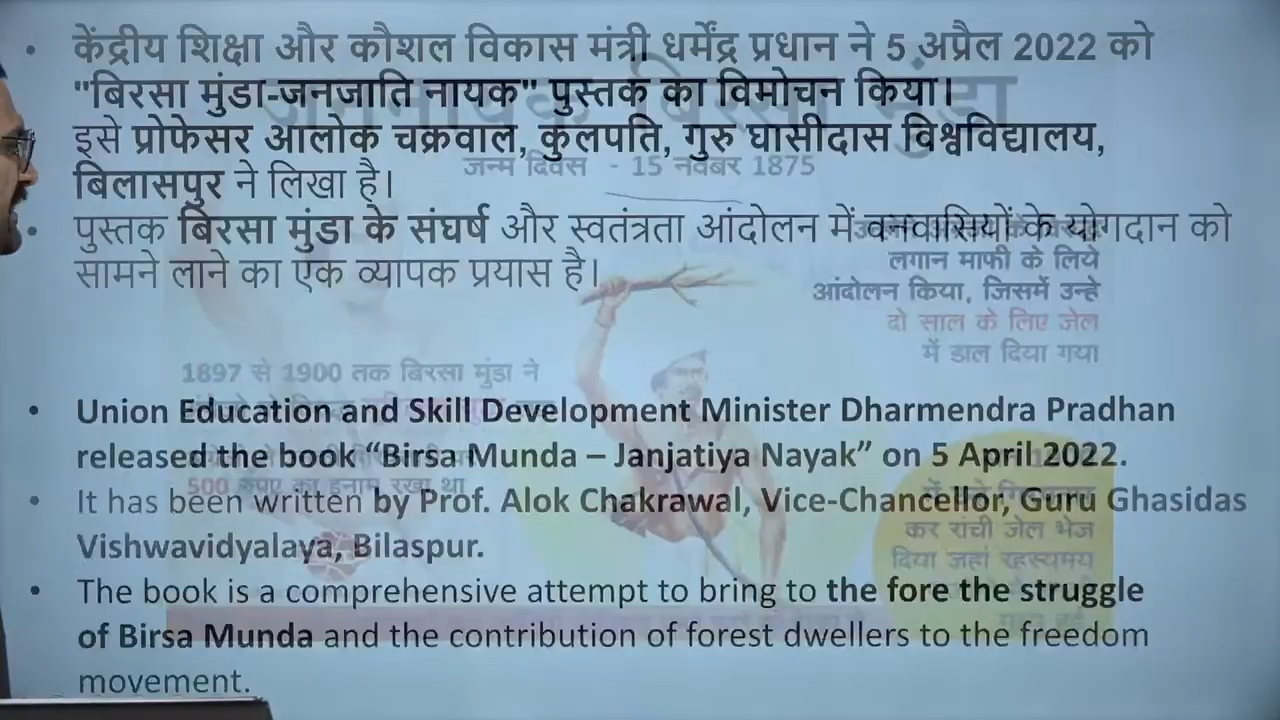 केंद्रीय शिक्षा और कौशल विकास मंत्री धर्मेंद्र प्रधान ने 5 अप्रैल 2022 को
"बिरसा मुंडा-जनजाति नायक" पुस्तक का विमोचन किया।
इसे प्रोफेसर आलोक चक्रवाल, कुलपति, गुरु घासीदास विश्वविद्यालय,
जन्म दिवस - 15 नवंबर 1875
बिलासपुर ने लिखा है।
पुस्तक बिरसा मुंडा के संघर्ष और स्वतंत्रता आंदोलन में वनवासियों के योगदान को
सामने लाने का एक व्यापक प्रयास है।
लगान माफी के लिये
आंदोलन किया, जिसमें उन्हे
दो साल के लिए जेल
में डाल दिया गया
1897 से 1900 तक बिरसा मुंडा ने
Union Education and Skill Development Minister Dharmendra Pradhan
released the book “Birsa Munda – Janjatiya Nayak” on 5 April 2022.
500 रुपए का इनाम रखा था
It has been written by Prof. Alok Chakrawal, Vice-Chancellor, Guru Ghasidas
Vishwavidyalaya, Bilaspur.
कर रांची जेल भेज
दिया जहां रहस्यमय
The book is a comprehensive attempt to bring to the fore the struggle
of Birsa Munda and the contribution of forest dwellers to the freedom
movement.